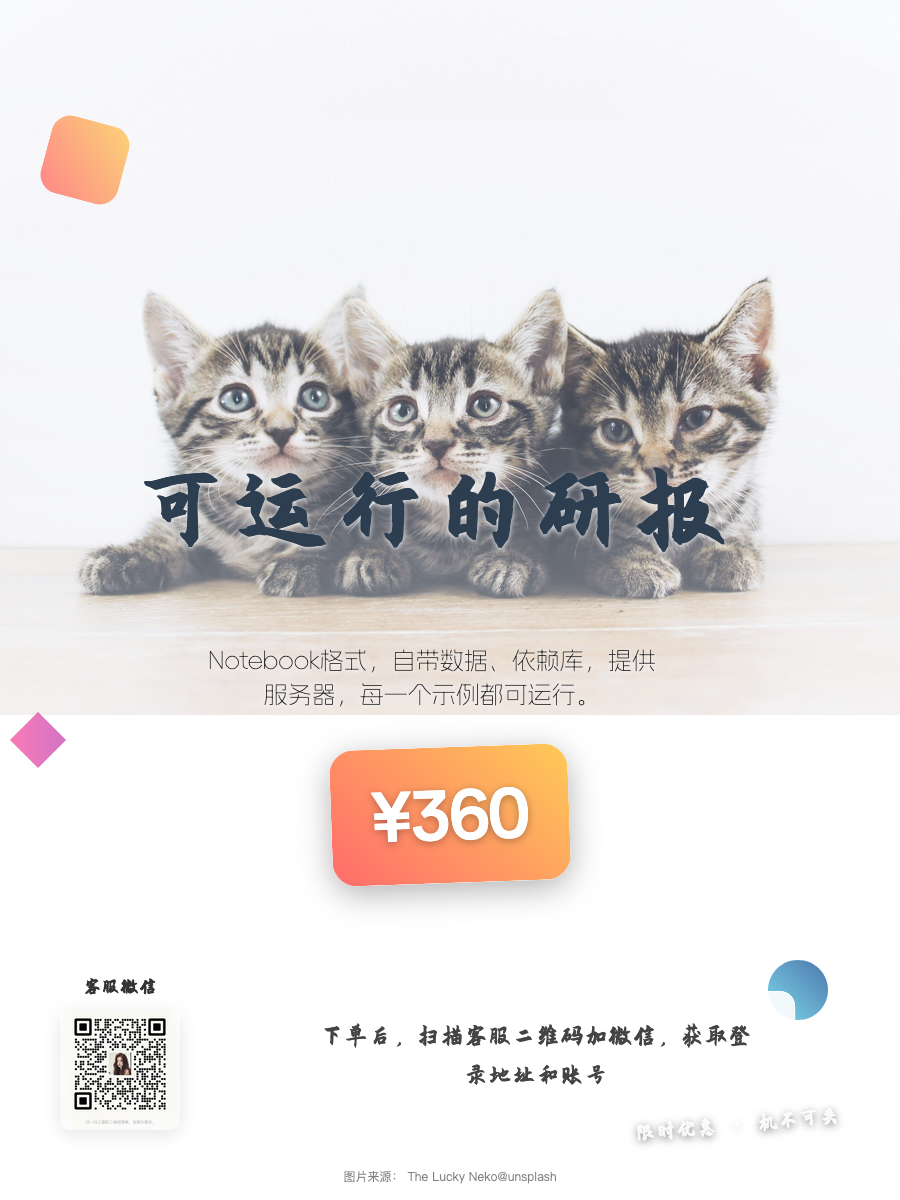 可运行的研报
Notebook格式，自带数据、依赖库，提供
服务器，每一个示例都可运行。
¥360
客服微信
下单后，扫描客服二维码加微信，获取登
录地址和账号
限时优惠 · 机不可失
图片来源： The Lucky Neko@unsplash